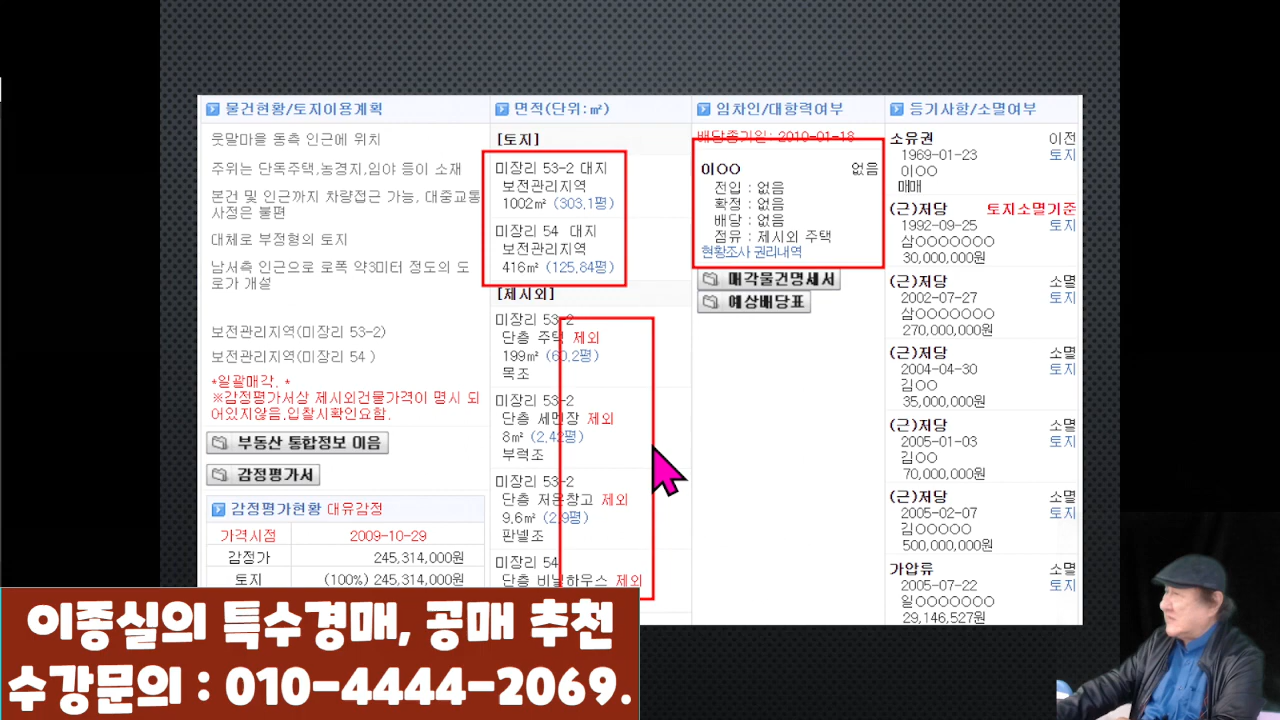 물건현황/토지이용계획
웃말마을 동측 인근에 위치
주위는 단독주택,농경지,임야 등이 소재
본건 및 인근까지 차량접근 가능, 대중교통
사정은 불편
대체로 부정형의 토지
남서측 인근으로 로폭 약3미터 정도의 도
로가 개설
보전관리지역(미장리 53-2)
보전관리지역(미장리 54 )
*일괄매각. *
※감정평가서상 제시외건물가격이 명시 되
어있지않음.입찰시확인요함.
부동산 통합정보 이음
감정평가서
감정평가현황 대유감정
가격시점 2009-10-29
감정가 245,314,000원
토지 (100%) 245,314,000원
면적(단위:㎡)
[토지]
미장리 53-2 대지
보전관리지역
1002㎡ (303.1평)
미장리 54 대지
보전관리지역
416㎡ (125.84평)
[제시외]
미장리 53-2
단층 주택 제외
199㎡ (60.2평)
목조
미장리 53-2
단층 세멘장 제외
8㎡ (2.42평)
부럭조
미장리 53-2
단층 저온창고 제외
9.6㎡ (2.9평)
판넬조
미장리 54
단층 비닐하우스 제외
임차인/대항력여부
배당종기일: 2010-01-18
이OO 없음
전입 : 없음
확정 : 없음
배당 : 없음
점유 : 제시외 주택
현황조사 권리내역
매각물건명세서
예상배당표
등기사항/소멸여부
소유권 이전
1969-01-23 토지
이OO
매매
(근)저당 토지소멸기준
1992-09-25 토지
삼OOOOOOO
30,000,000원
(근)저당 소멸
2002-07-27 토지
삼OOOOOOO
270,000,000원
(근)저당 소멸
2004-04-30 토지
김OO
35,000,000원
(근)저당 소멸
2005-01-03 토지
김OO
70,000,000원
(근)저당 소멸
2005-02-07 토지
김OOOOO
500,000,000원
가압류 소멸
2005-07-22 토지
일OOOOOOO
29,146,527원
이종실의 특수경매, 공매 추천
수강문의 : 010-4444-2069.